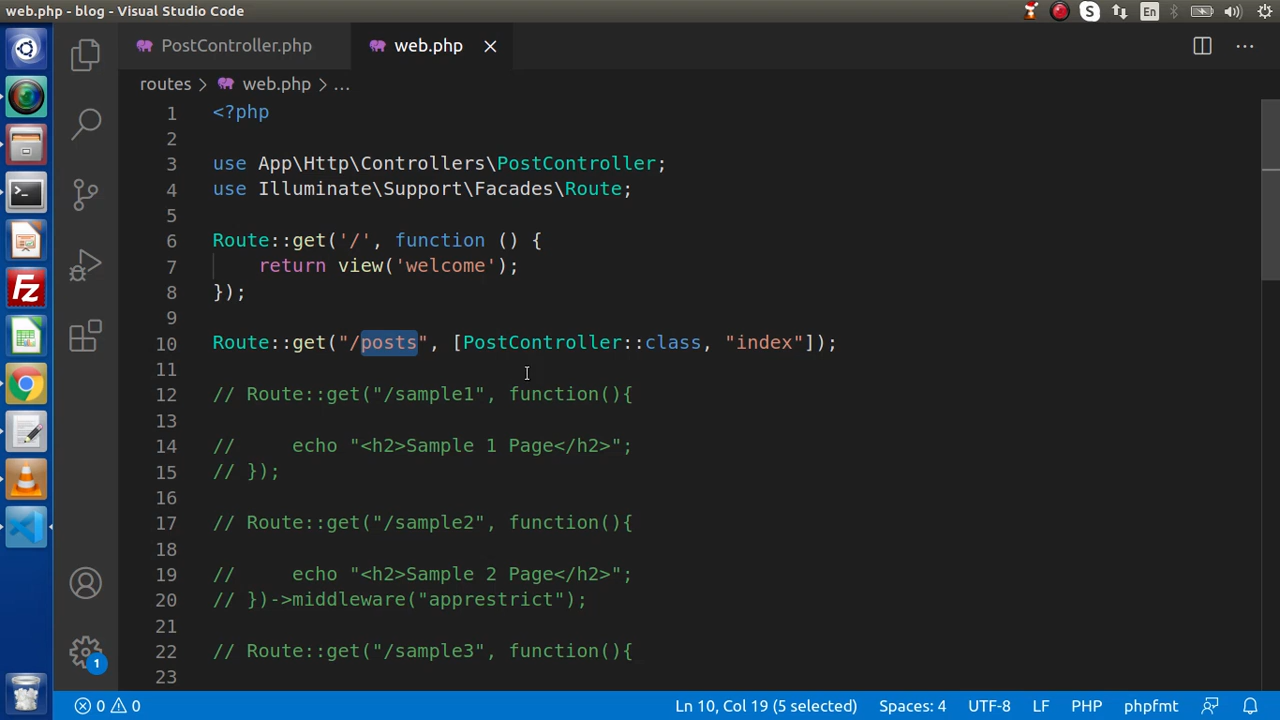 web.php - blog - Visual Studio Code
S En
PostController.php web.php ×
routes > web.php > …
1 <?php
2
3 use App\Http\Controllers\PostController;
4 use Illuminate\Support\Facades\Route;
5
6 Route::get('/', function () {
7 return view('welcome');
8 });
9
10 Route::get("/posts", [PostController::class, "index"]);
11
12 // Route::get("/sample1", function(){
13
14 // echo "<h2>Sample 1 Page</h2>";
15 // });
16
17 // Route::get("/sample2", function(){
18
19 // echo "<h2>Sample 2 Page</h2>";
20 // })->middleware("apprestrict");
21
22 // Route::get("/sample3", function(){
23
1
0 0 Ln 10, Col 19 (5 selected) Spaces: 4 UTF-8 LF PHP phpfmt